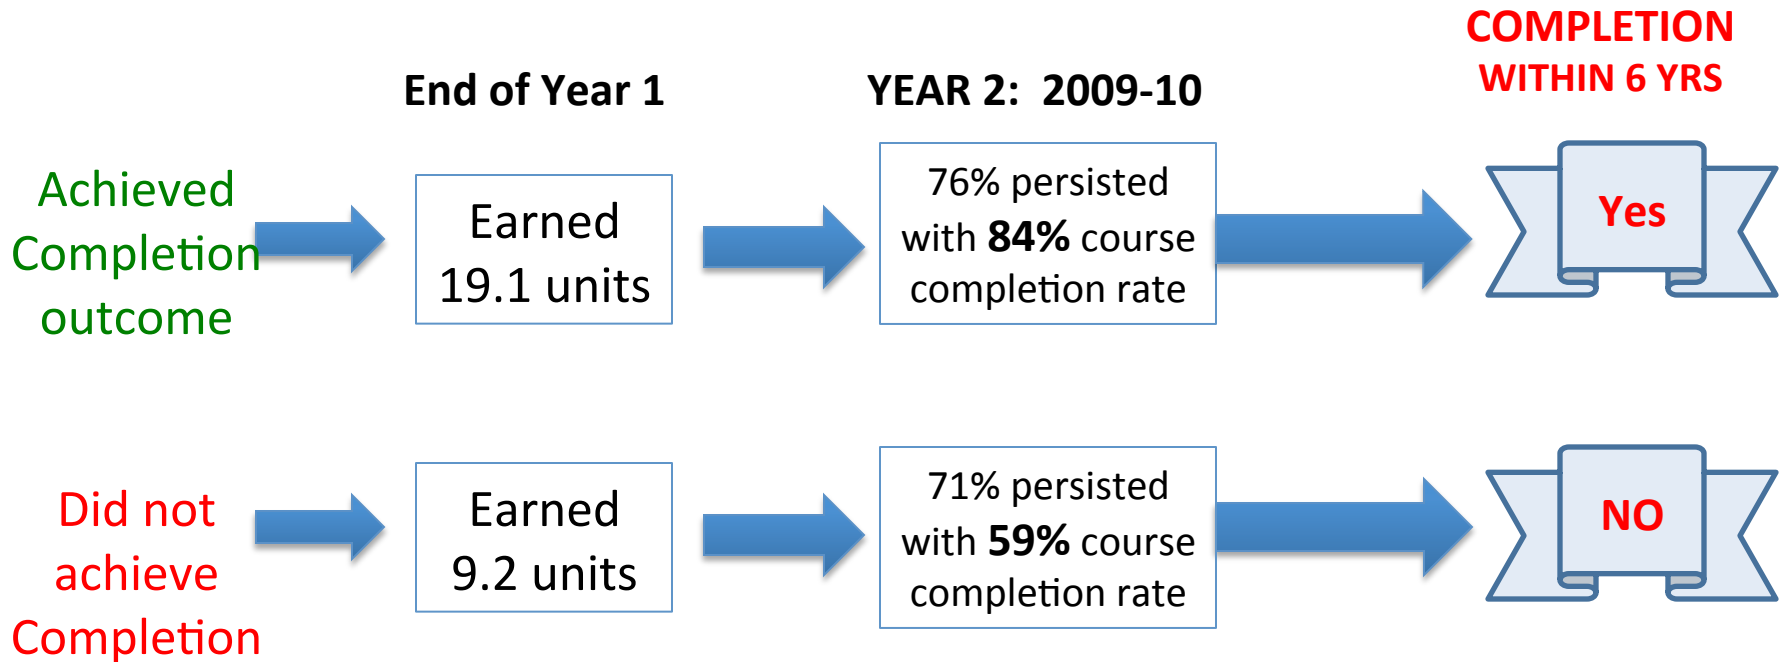 COMPLETION
WITHIN 6 YRS
End of Year 1
YEAR 2:  2009-10
Achieved
Completion
outcome
Earned
19.1 units
76% persisted
with 84% course
completion rate
Yes
Did not
achieve
Completion
Earned
9.2 units
71% persisted
with 59% course
completion rate
NO